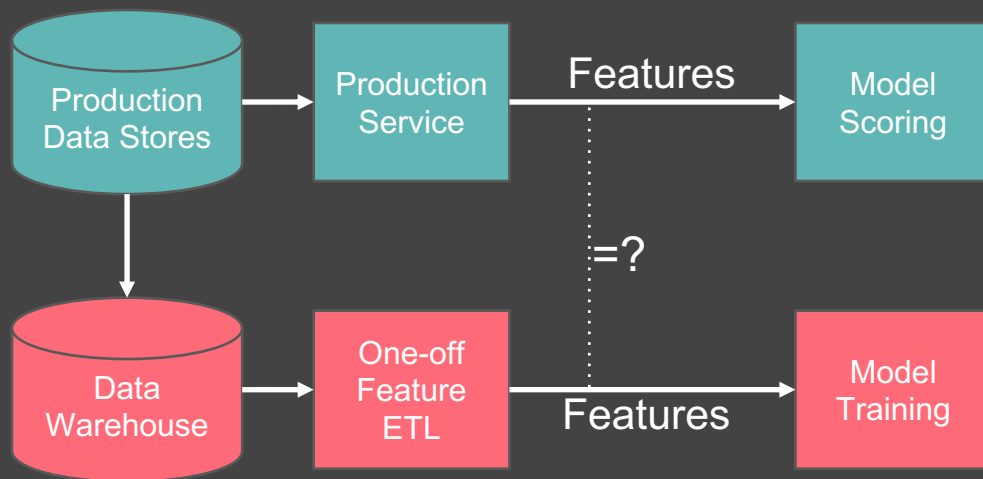 Production
Data Stores
Production
Service
Features
Model
Scoring
=?
Data
Warehouse
One-off
Feature
ETL
Features
Model
Training